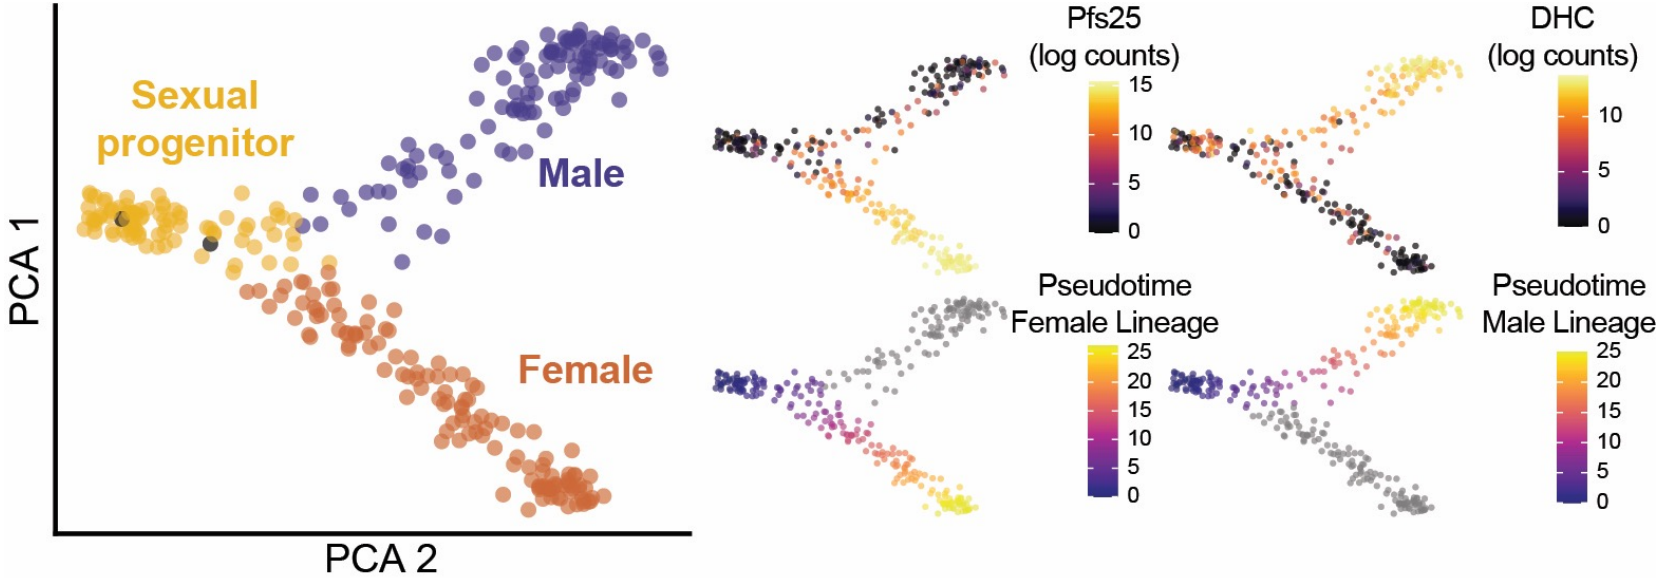 Sexual
progenitor
Male
Female
PCA 1
PCA 2
Pfs25
(log counts)
15
10
5
0
DHC
(log counts)
10
5
0
Pseudotime
Female Lineage
25
20
15
10
5
0
Pseudotime
Male Lineage
25
20
15
10
5
0